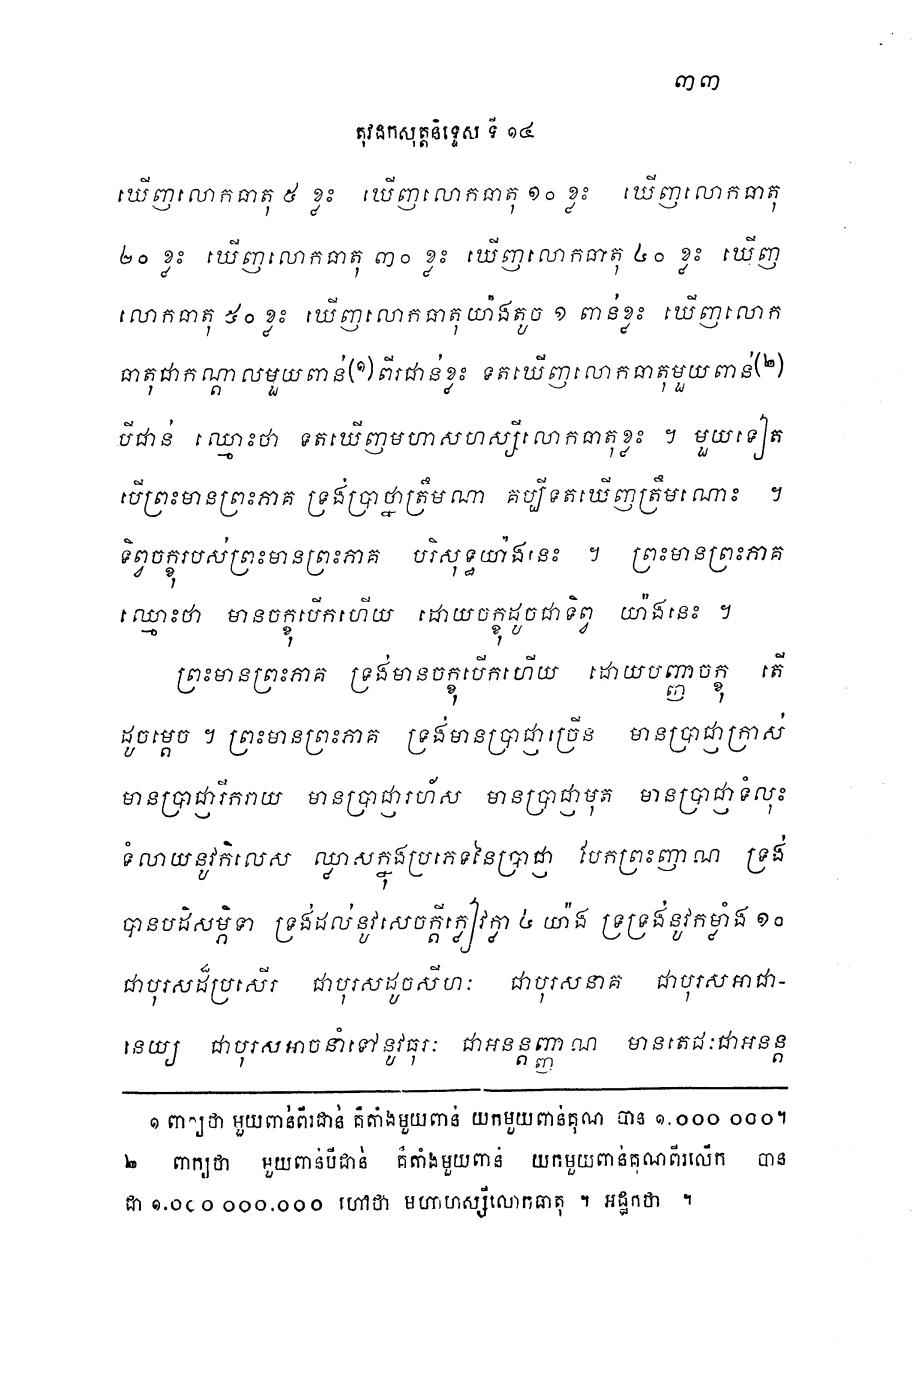 ៣៣
តុវដកសុត្តនិទ្ទេស ទី ១៤
ឃើញលោកធាតុ ៥ ខ្លះ ឃើញលោកធាតុ ១០ ខ្លះ ឃើញលោកធាតុ
២០ ខ្លះ ឃើញលោកធាតុ ៣០ ខ្លះ ឃើញលោកធាតុ ៤០ ខ្លះ ឃើញ
លោកធាតុ ៥០ ខ្លះ ឃើញលោកធាតុយ៉ាងតូច ១ ពាន់ខ្លះ ឃើញលោក
ធាតុជាកណ្តាលមួយពាន់(១)ពីរជាន់ខ្លះ ទតឃើញលោកធាតុមួយពាន់(២)
បីជាន់ ឈ្មោះថា ទតឃើញមហាសហស្សីលោកធាតុខ្លះ ។ មួយទៀត
បើព្រះមានព្រះភាគ ទ្រង់ប្រាថ្នាត្រឹមណា គប្បីទតឃើញត្រឹមណោះ ។
ទិព្វចក្ខុរបស់ព្រះមានព្រះភាគ បរិសុទ្ធយ៉ាងនេះ ។ ព្រះមានព្រះភាគ
ឈ្មោះថា មានចក្ខុបើកហើយ ដោយចក្ខុដូចជាទិព្វ យ៉ាងនេះ ។
ព្រះមានព្រះភាគ ទ្រង់មានចក្ខុបើកហើយ ដោយបញ្ញាចក្ខុ តើ
ដូចម្តេច ។ ព្រះមានព្រះភាគ ទ្រង់មានប្រាជ្ញាច្រើន មានប្រាជ្ញាក្រាស់
មានប្រាជ្ញារីករាយ មានប្រាជ្ញារហ័ស មានប្រាជ្ញាមុត មានប្រាជ្ញាទំលុះ
ទំលាយនូវកិលេស ឈ្លាសក្នុងប្រភេទនៃប្រាជ្ញា បែកព្រះញាណ ទ្រង់
បានបដិសម្ភិទា ទ្រង់ដល់នូវសេចក្តីក្លៀវក្លា ៤ យ៉ាង ទ្រទ្រង់នូវកម្លាំង ១០
ជាបុរសដ៏ប្រសើរ ជាបុរសដូចសីហៈ ជាបុរសនាគ ជាបុរសអាជា-
នេយ្យ ជាបុរសអាចនាំទៅនូវធុរៈ ជាអនន្តញ្ញាណ មានតេជៈជាអនន្ត
១ ពាក្យថា មួយពាន់ពីរជាន់ គឺតាំងមួយពាន់ យកមួយពាន់គុណ បាន ១.០០០ ០០០។
២ ពាក្យថា មួយពាន់បីជាន់ គឺតាំងមួយពាន់ យកមួយពាន់គុណពីរលើក បាន
ជា ១.០០០ ០០០.០០០ ហៅថា មហាហស្សីលោកធាតុ ។ អដ្ឋកថា ។